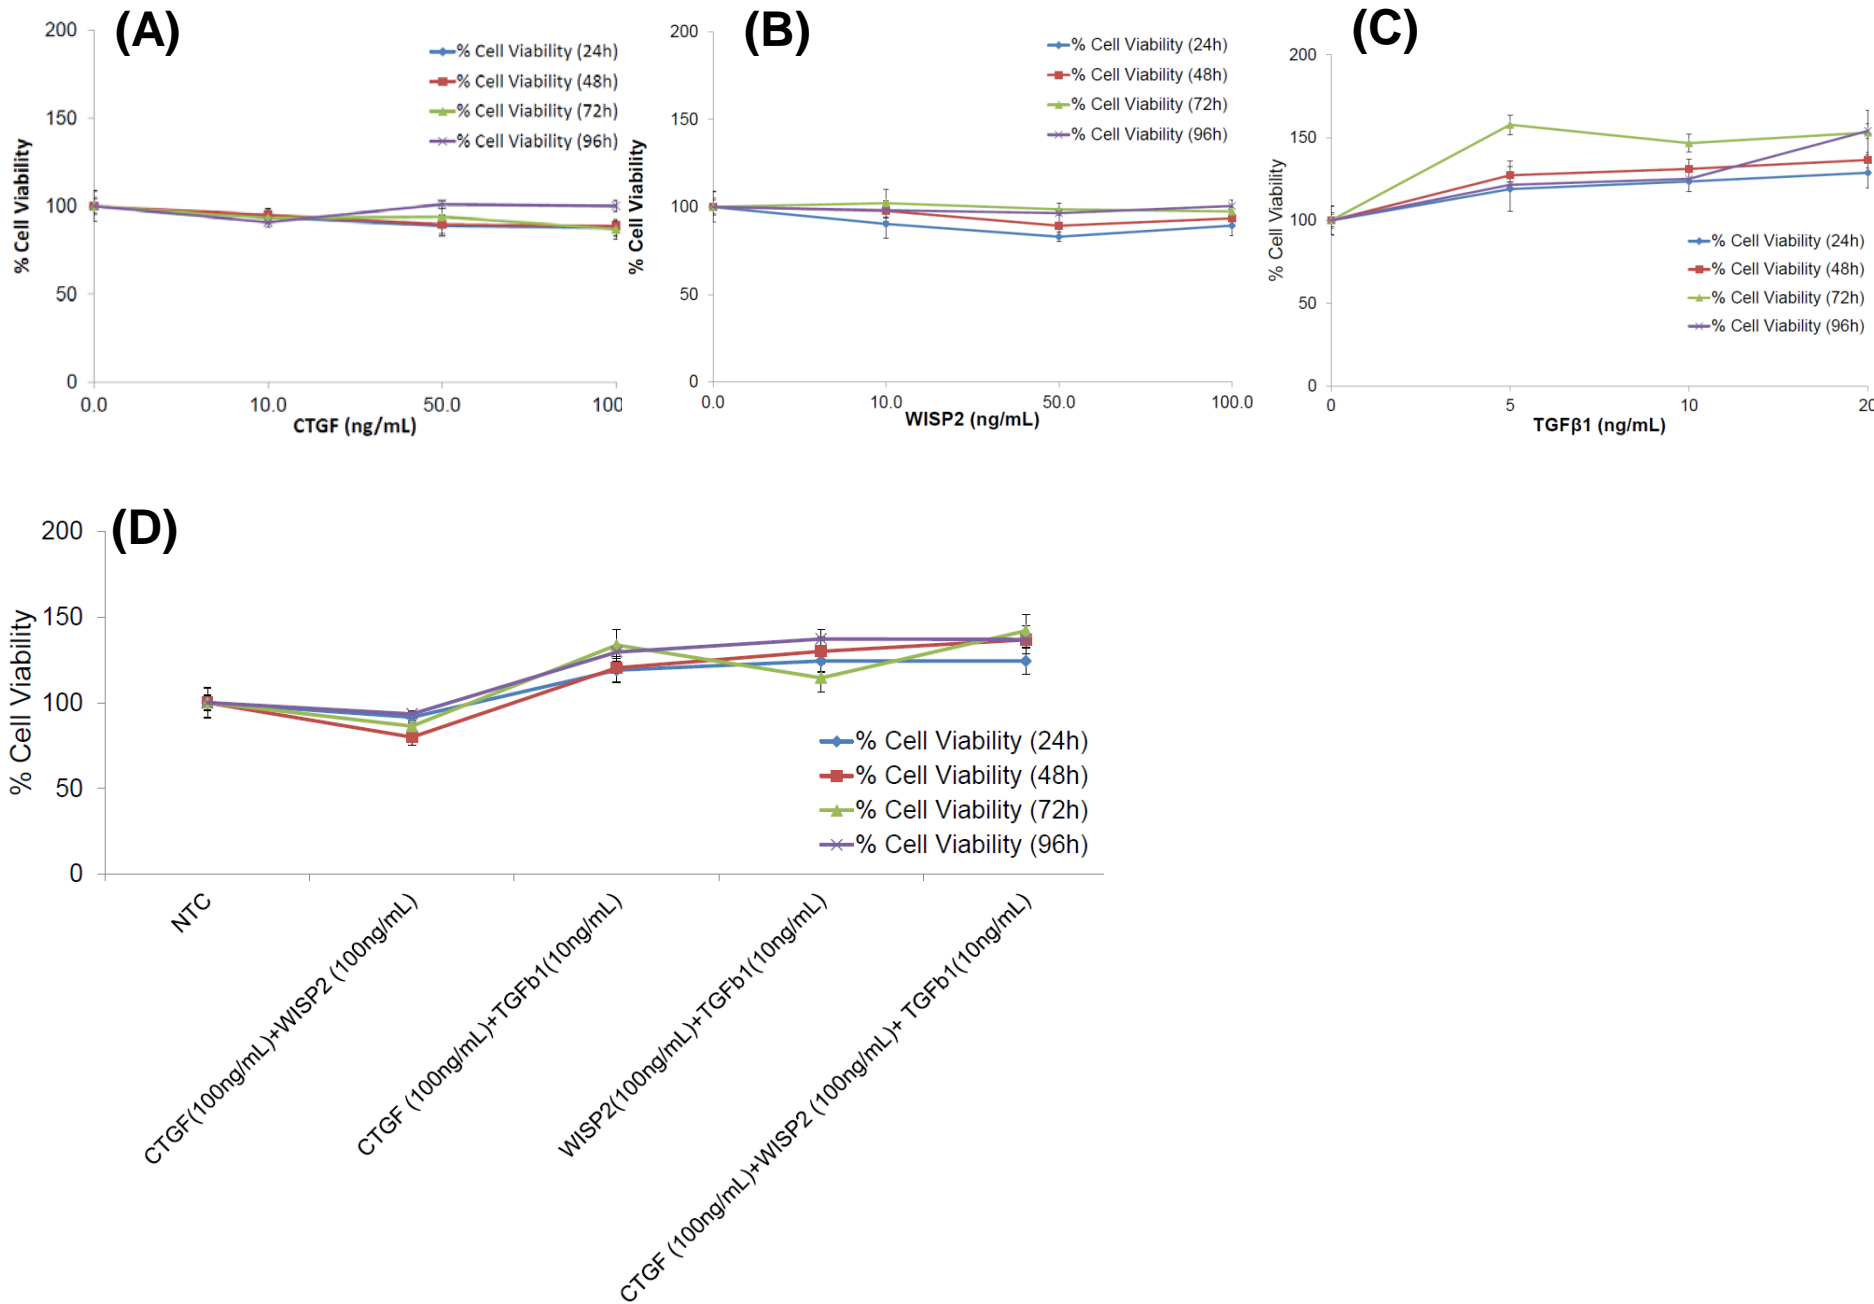 (A)
200
150
100
50
0
% Cell Viability
% Cell Viability (24h)
% Cell Viability (48h)
% Cell Viability (72h)
% Cell Viability (96h)
0.0 10.0 50.0 100
CTGF (ng/mL)
(B)
200
150
100
50
0
% Cell Viability
% Cell Viability (24h)
% Cell Viability (48h)
% Cell Viability (72h)
% Cell Viability (96h)
0.0 10.0 50.0 100.0
WISP2 (ng/mL)
(C)
200
150
100
50
0
% Cell Viability
% Cell Viability (24h)
% Cell Viability (48h)
% Cell Viability (72h)
% Cell Viability (96h)
0 5 10 20
TGFβ1 (ng/mL)
(D)
200
150
100
50
0
% Cell Viability
% Cell Viability (24h)
% Cell Viability (48h)
% Cell Viability (72h)
% Cell Viability (96h)
NTC
CTGF(100ng/mL)+WISP2 (100ng/mL)
CTGF (100ng/mL)+TGFb1(10ng/mL)
WISP2(100ng/mL)+TGFb1(10ng/mL)
CTGF (100ng/mL)+WISP2 (100ng/mL)+ TGFb1(10ng/mL)